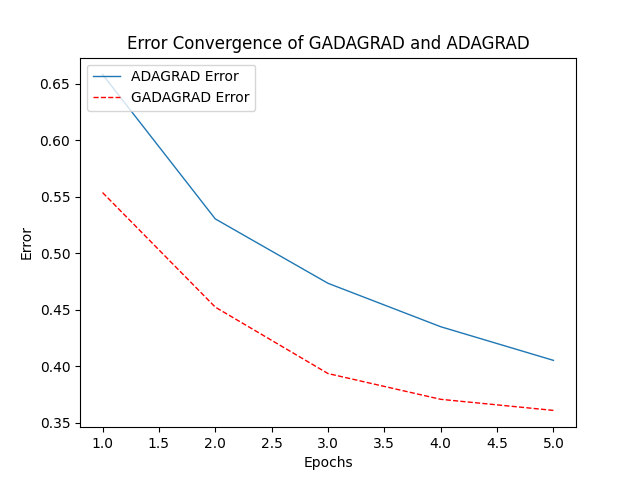 Error Convergence of GADAGRAD and ADAGRAD
ADAGRAD Error
GADAGRAD Error
0.65
0.60
0.55
0.50
0.45
0.40
0.35
Error
1.0 1.5 2.0 2.5 3.0 3.5 4.0 4.5 5.0
Epochs